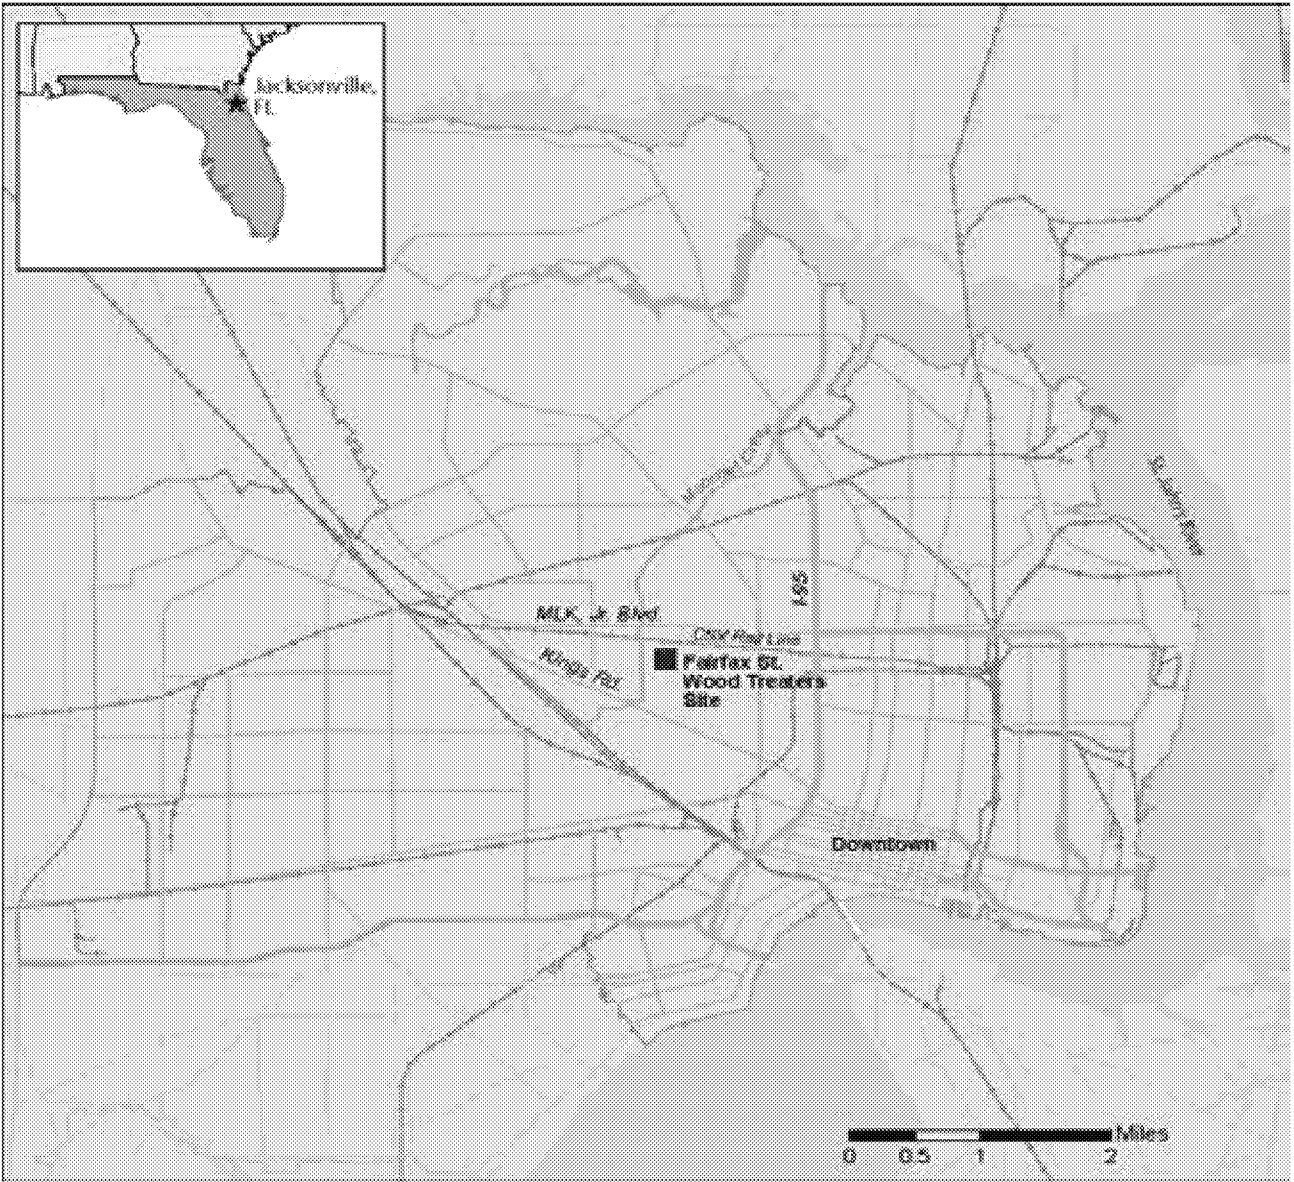 Jacksonville,
FL
St. Johns River
I-95
MLK, Jr. Blvd.
CSX Rail Line
Kings Rd.
Fairfax St.
Wood Treaters
Site
Downtown
Miles
0 0.5 1 2